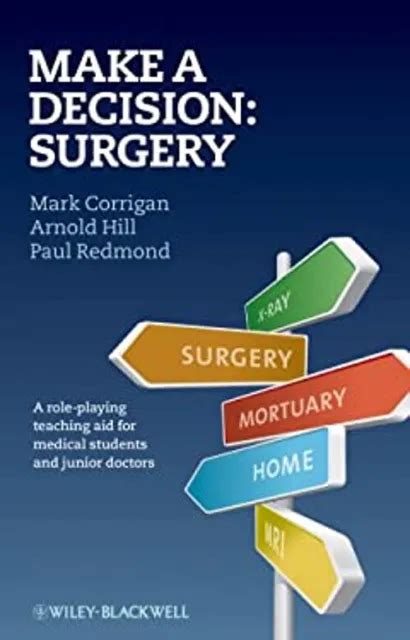 MAKE A
DECISION:
SURGERY
Mark Corrigan
Arnold Hill
Paul Redmond
X-RAY
SURGERY
MORTUARY
HOME
MRI
A role-playing
teaching aid for
medical students
and junior doctors
WILEY-BLACKWELL